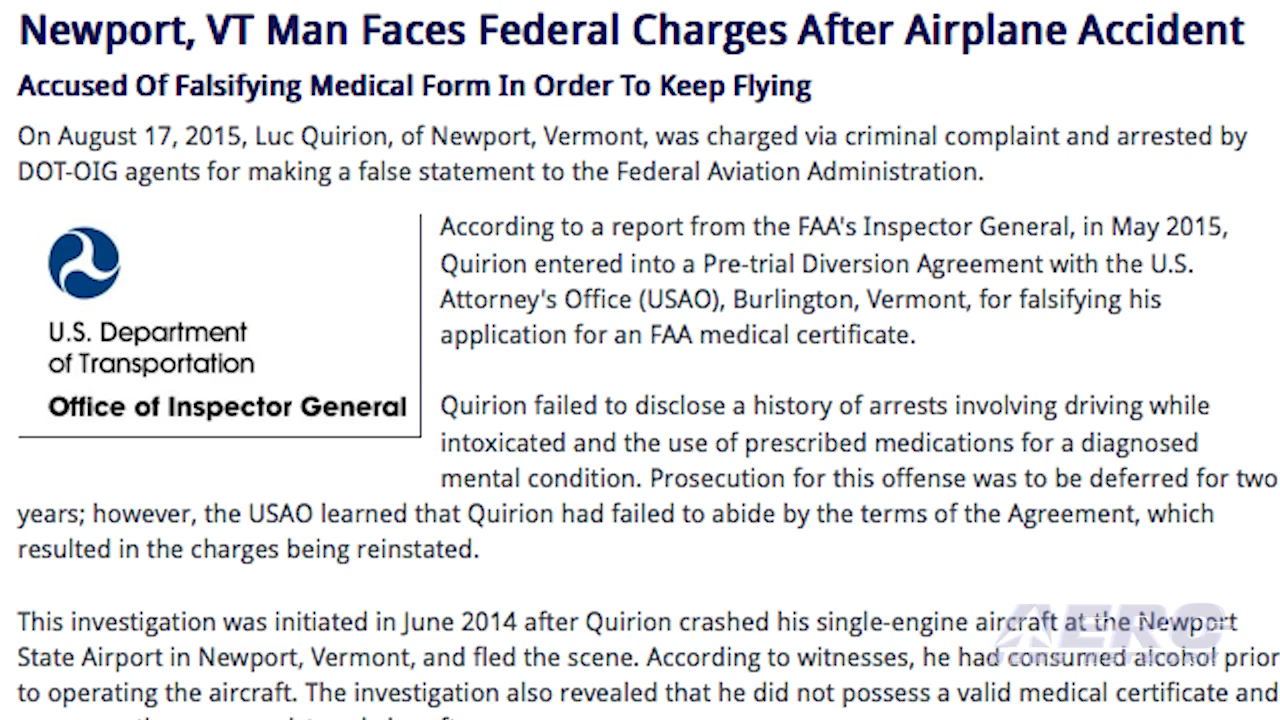 Newport, VT Man Faces Federal Charges After Airplane Accident
Accused Of Falsifying Medical Form In Order To Keep Flying
On August 17, 2015, Luc Quirion, of Newport, Vermont, was charged via criminal complaint and arrested by
DOT-OIG agents for making a false statement to the Federal Aviation Administration.
U.S. Department
of Transportation
Office of Inspector General
According to a report from the FAA's Inspector General, in May 2015,
Quirion entered into a Pre-trial Diversion Agreement with the U.S.
Attorney's Office (USAO), Burlington, Vermont, for falsifying his
application for an FAA medical certificate.
Quirion failed to disclose a history of arrests involving driving while
intoxicated and the use of prescribed medications for a diagnosed
mental condition. Prosecution for this offense was to be deferred for two
years; however, the USAO learned that Quirion had failed to abide by the terms of the Agreement, which
resulted in the charges being reinstated.
This investigation was initiated in June 2014 after Quirion crashed his single-engine aircraft at the Newport
State Airport in Newport, Vermont, and fled the scene. According to witnesses, he had consumed alcohol prior
to operating the aircraft. The investigation also revealed that he did not possess a valid medical certificate and